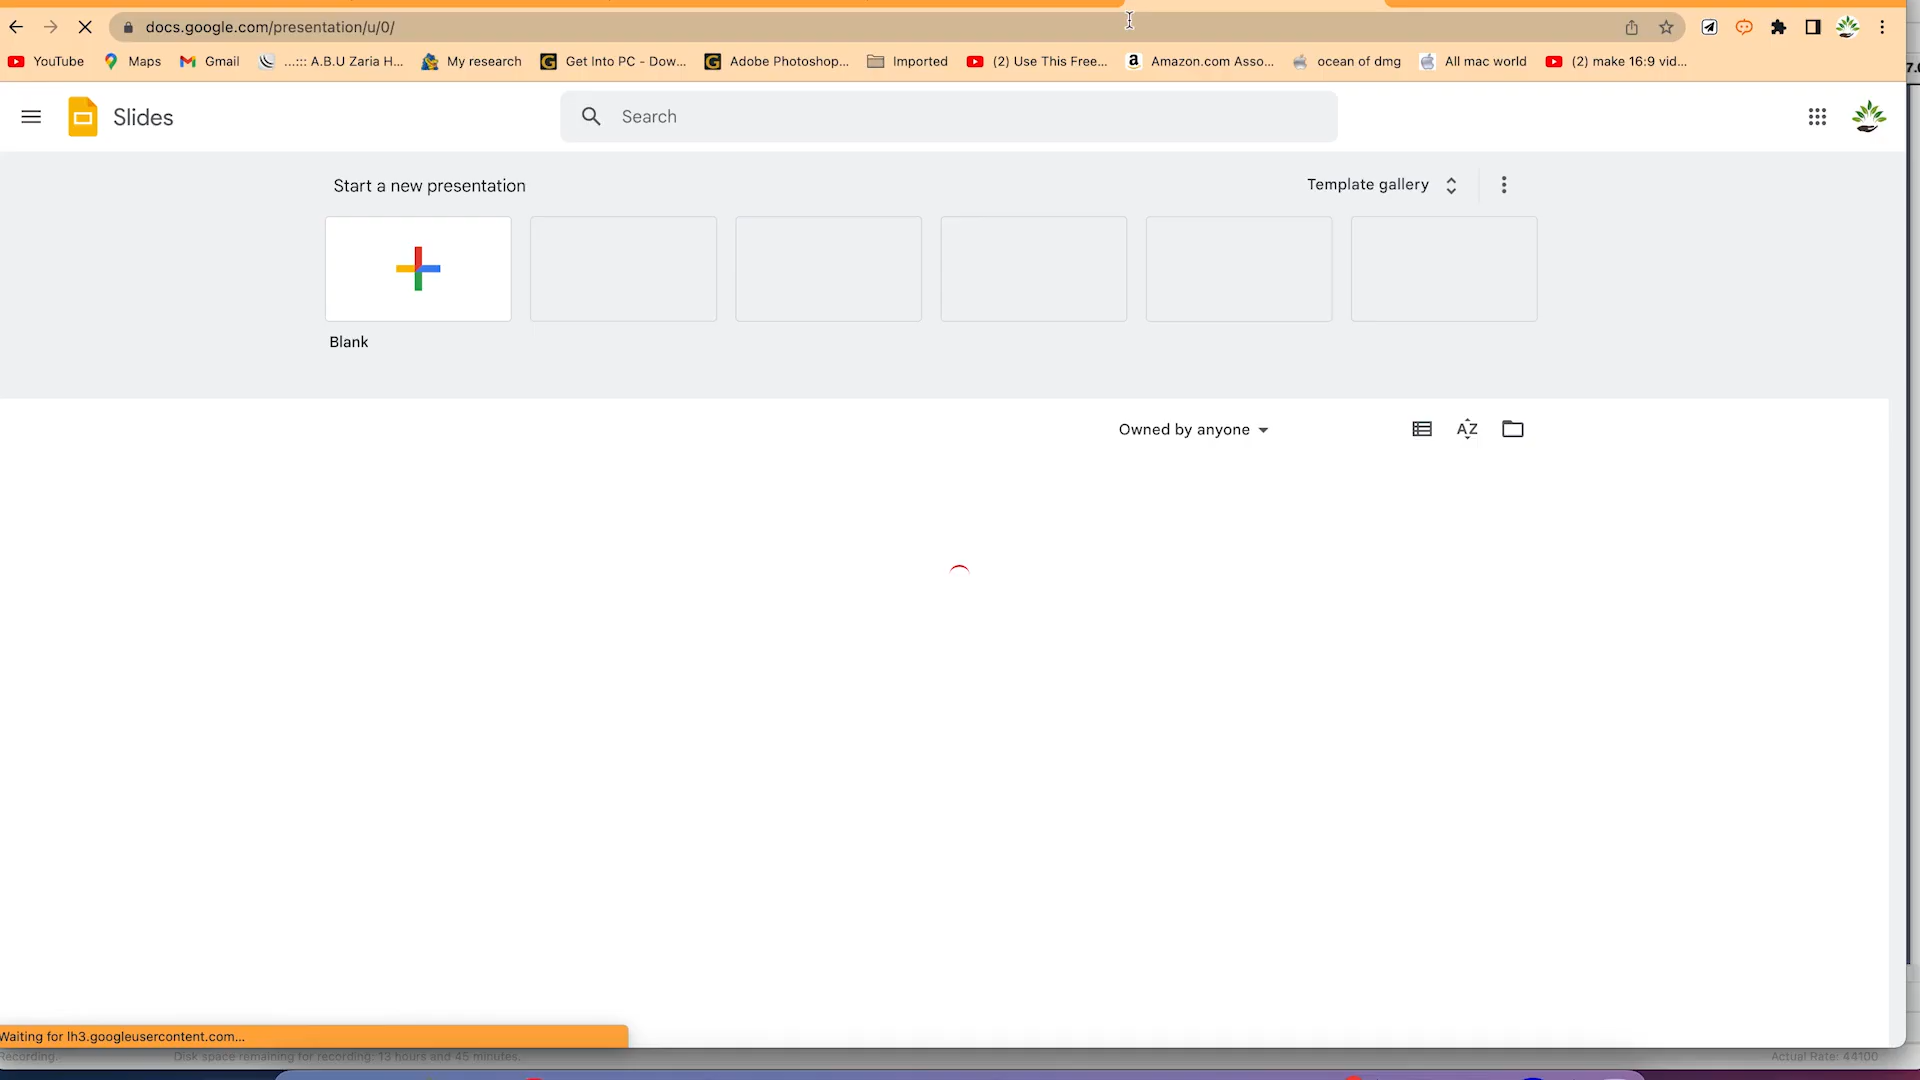 docs.google.com/presentation/u/0/
YouTube Maps Gmail ...::: A.B.U Zaria H... My research Get Into PC - Dow... Adobe Photoshop... Imported (2) Use This Free... Amazon.com Asso... ocean of dmg All mac world (2) make 16:9 vid...
Slides
Search
Start a new presentation
Template gallery
Blank
Owned by anyone
AZ
Waiting for lh3.googleusercontent.com...
Recording.
Disk space remaining for recording: 13 hours and 45 minutes.
Actual Rate: 44100